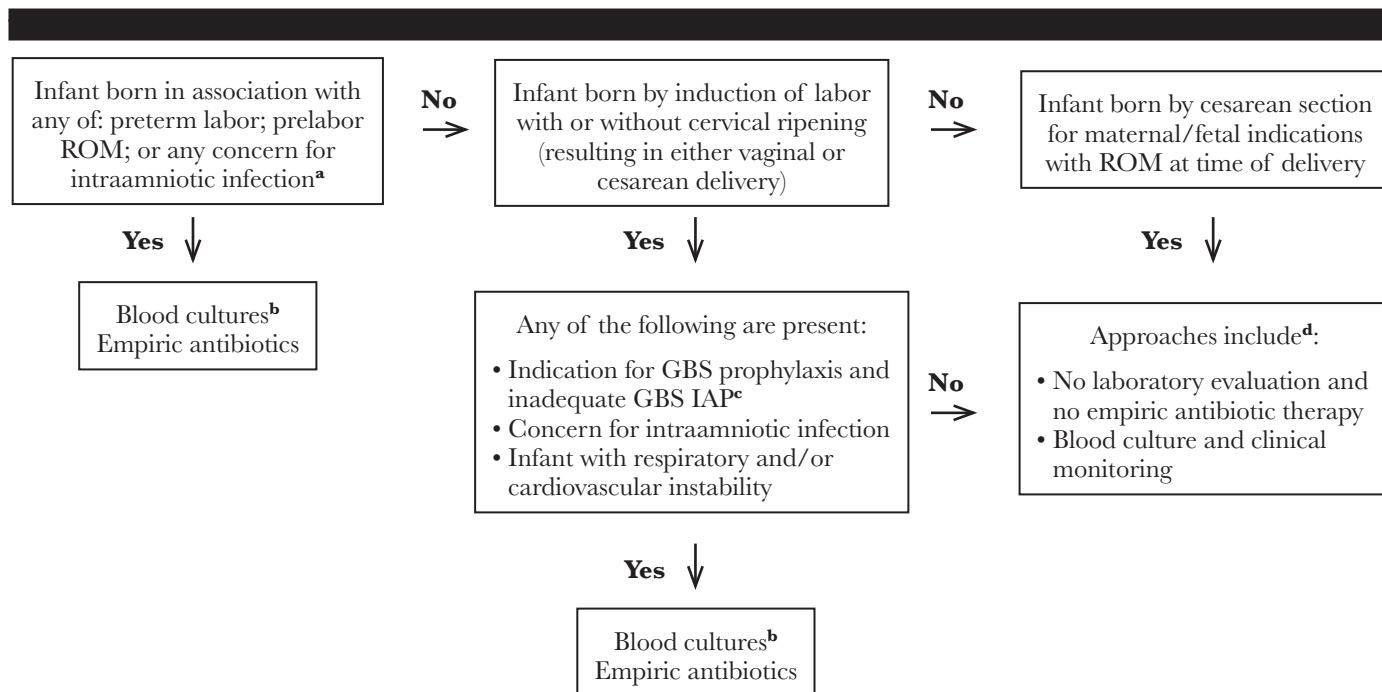 Infant born in association with
any of: preterm labor; prelabor
ROM; or any concern for
intraamniotic infectionᵃ
No
Infant born by induction of labor
with or without cervical ripening
(resulting in either vaginal or
cesarean delivery)
No
Infant born by cesarean section
for maternal/fetal indications
with ROM at time of delivery
Yes
Yes
Yes
Blood culturesᵇ
Empiric antibiotics
Any of the following are present:
• Indication for GBS prophylaxis and
inadequate GBS IAPᶜ
• Concern for intraamniotic infection
• Infant with respiratory and/or
cardiovascular instability
No
Approaches includeᵈ:
• No laboratory evaluation and
no empiric antibiotic therapy
• Blood culture and clinical
monitoring
Yes
Blood culturesᵇ
Empiric antibiotics